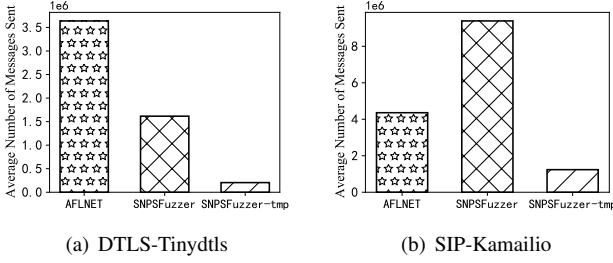 1e6
Average Number of Messages Sent
3.5
3.0
2.5
2.0
1.5
1.0
0.5
0.0
AFLNET SNPSFuzzer SNPSFuzzer-tmp
(a) DTLS-Tinydtls
1e6
Average Number of Messages Sent
8
6
4
2
0
AFLNET SNPSFuzzer SNPSFuzzer-tmp
(b) SIP-Kamailio